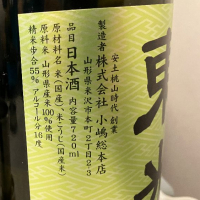 東
安土桃山時代 創業
製造者 株式会社 小嶋総本店
山形県米沢市本町2丁目2-3
品目 日本酒 内容量720ml
原材料名 米(国産)、米こうじ(国産米)
原料米 山形県産米100%使用
精米歩合55% アルコール分16度